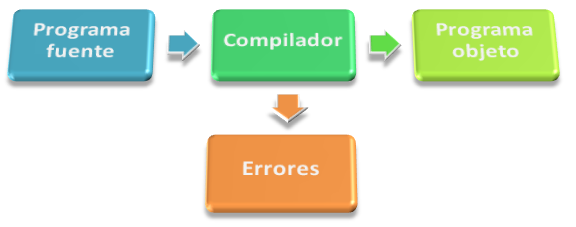 Programa
fuente
Compilador
Programa
objeto
Errores